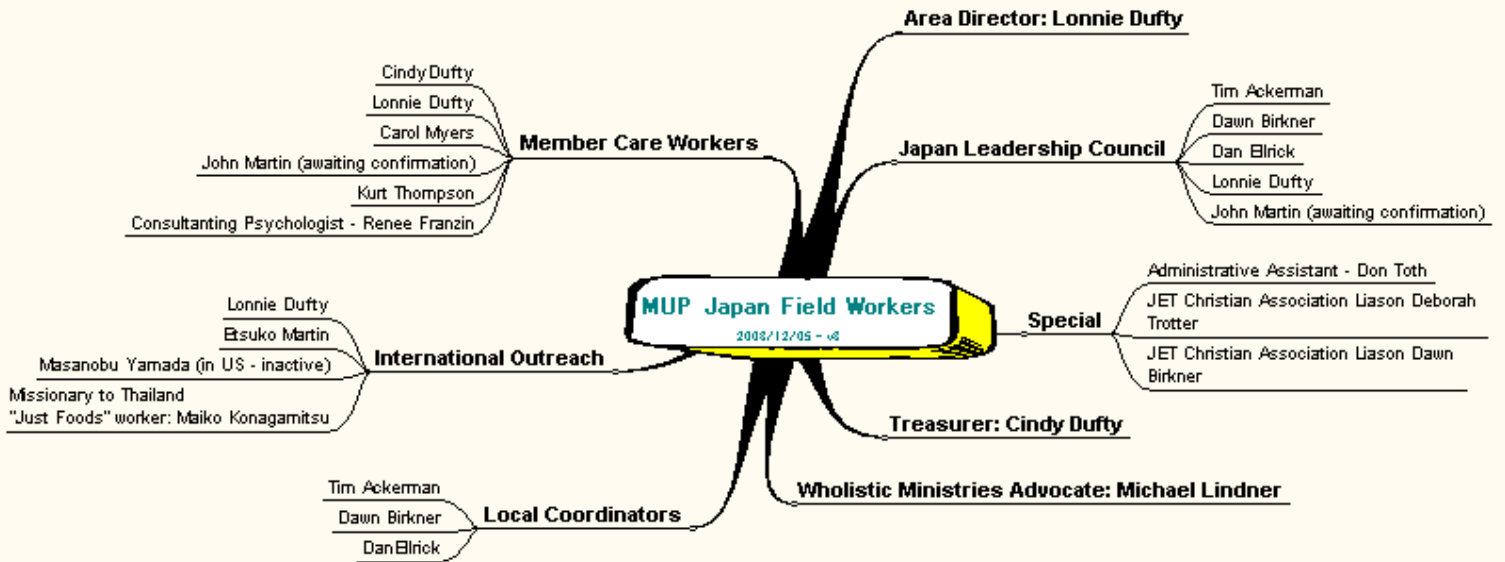 MUP Japan Field Workers
2008/12/05 - v8
Area Director: Lonnie Dufty
Japan Leadership Council
Tim Ackerman
Dawn Birkner
Dan Ellrick
Lonnie Dufty
John Martin (awaiting confirmation)
Special
Administrative Assistant - Don Toth
JET Christian Association Liason Deborah
Trotter
JET Christian Association Liason Dawn
Birkner
Treasurer: Cindy Dufty
Wholistic Ministries Advocate: Michael Lindner
Member Care Workers
Cindy Dufty
Lonnie Dufty
Carol Myers
John Martin (awaiting confirmation)
Kurt Thompson
Consultanting Psychologist - Renee Franzin
International Outreach
Lonnie Dufty
Etsuko Martin
Masanobu Yamada (in US - inactive)
Missionary to Thailand
"Just Foods" worker: Maiko Konagamitsu
Local Coordinators
Tim Ackerman
Dawn Birkner
Dan Ellrick